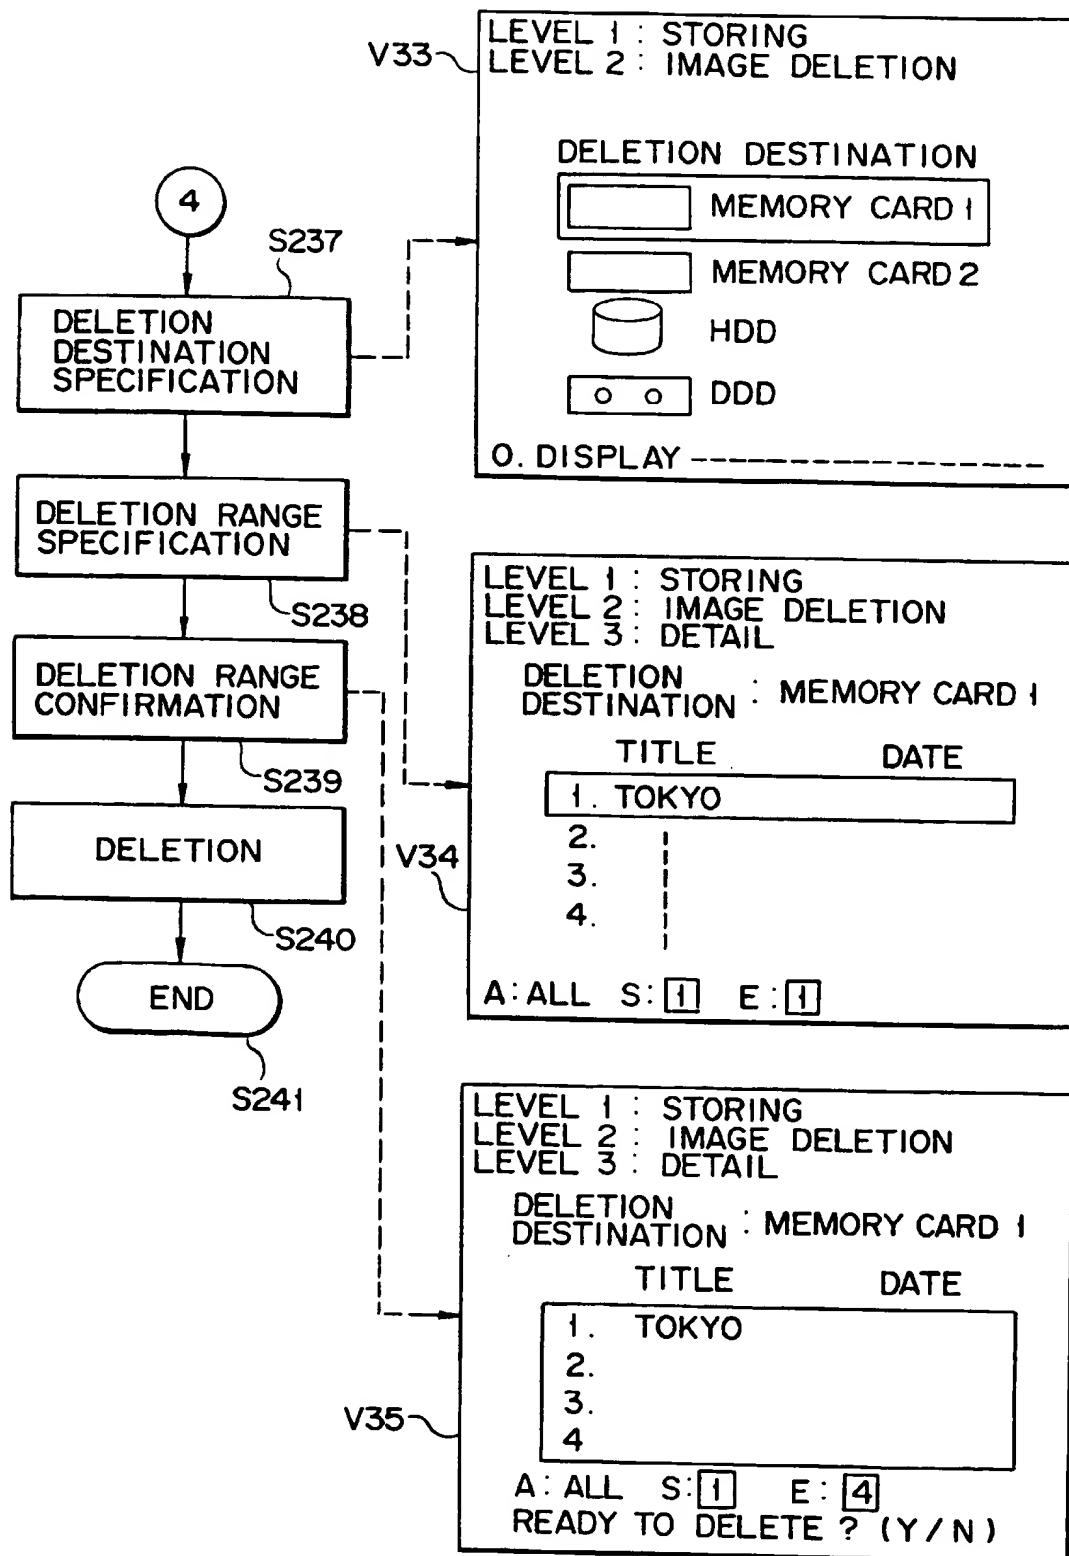 4
S237
DELETION
DESTINATION
SPECIFICATION
DELETION RANGE
SPECIFICATION
S238
DELETION RANGE
CONFIRMATION
S239
DELETION
S240
END
S241
V33
LEVEL 1 : STORING
LEVEL 2 : IMAGE DELETION
DELETION DESTINATION
MEMORY CARD 1
MEMORY CARD 2
HDD
DDD
0. DISPLAY
V34
LEVEL 1 : STORING
LEVEL 2 : IMAGE DELETION
LEVEL 3 : DETAIL
DELETION
DESTINATION : MEMORY CARD 1
TITLE DATE
1. TOKYO
2.
3.
4.
A : ALL S : 1 E : 1
V35
LEVEL 1 : STORING
LEVEL 2 : IMAGE DELETION
LEVEL 3 : DETAIL
DELETION
DESTINATION : MEMORY CARD 1
TITLE DATE
1. TOKYO
2.
3.
4
A : ALL S : 1 E : 4
READY TO DELETE ? (Y/N)